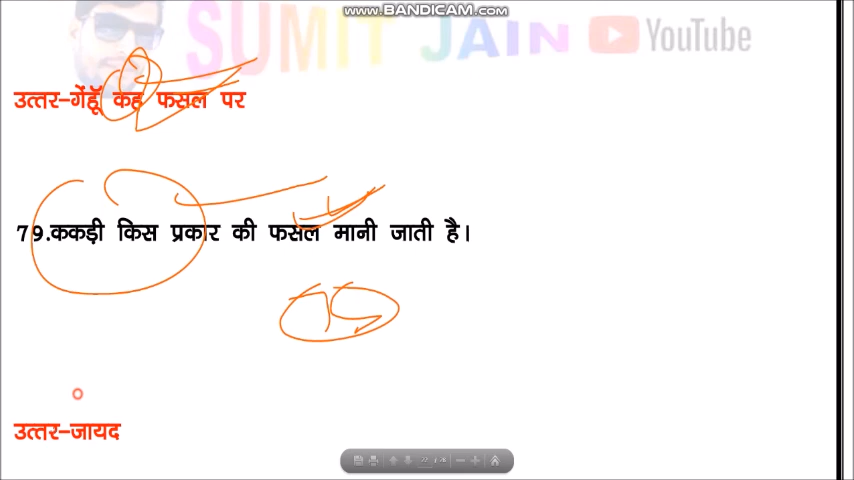 www.BANDICAM.com
SUMIT JAIN YouTube
उत्तर-गेंहूॅ कह फसल पर
79.ककड़ी किस प्रकार की फसल मानी जाती है।
उत्तर-जायद